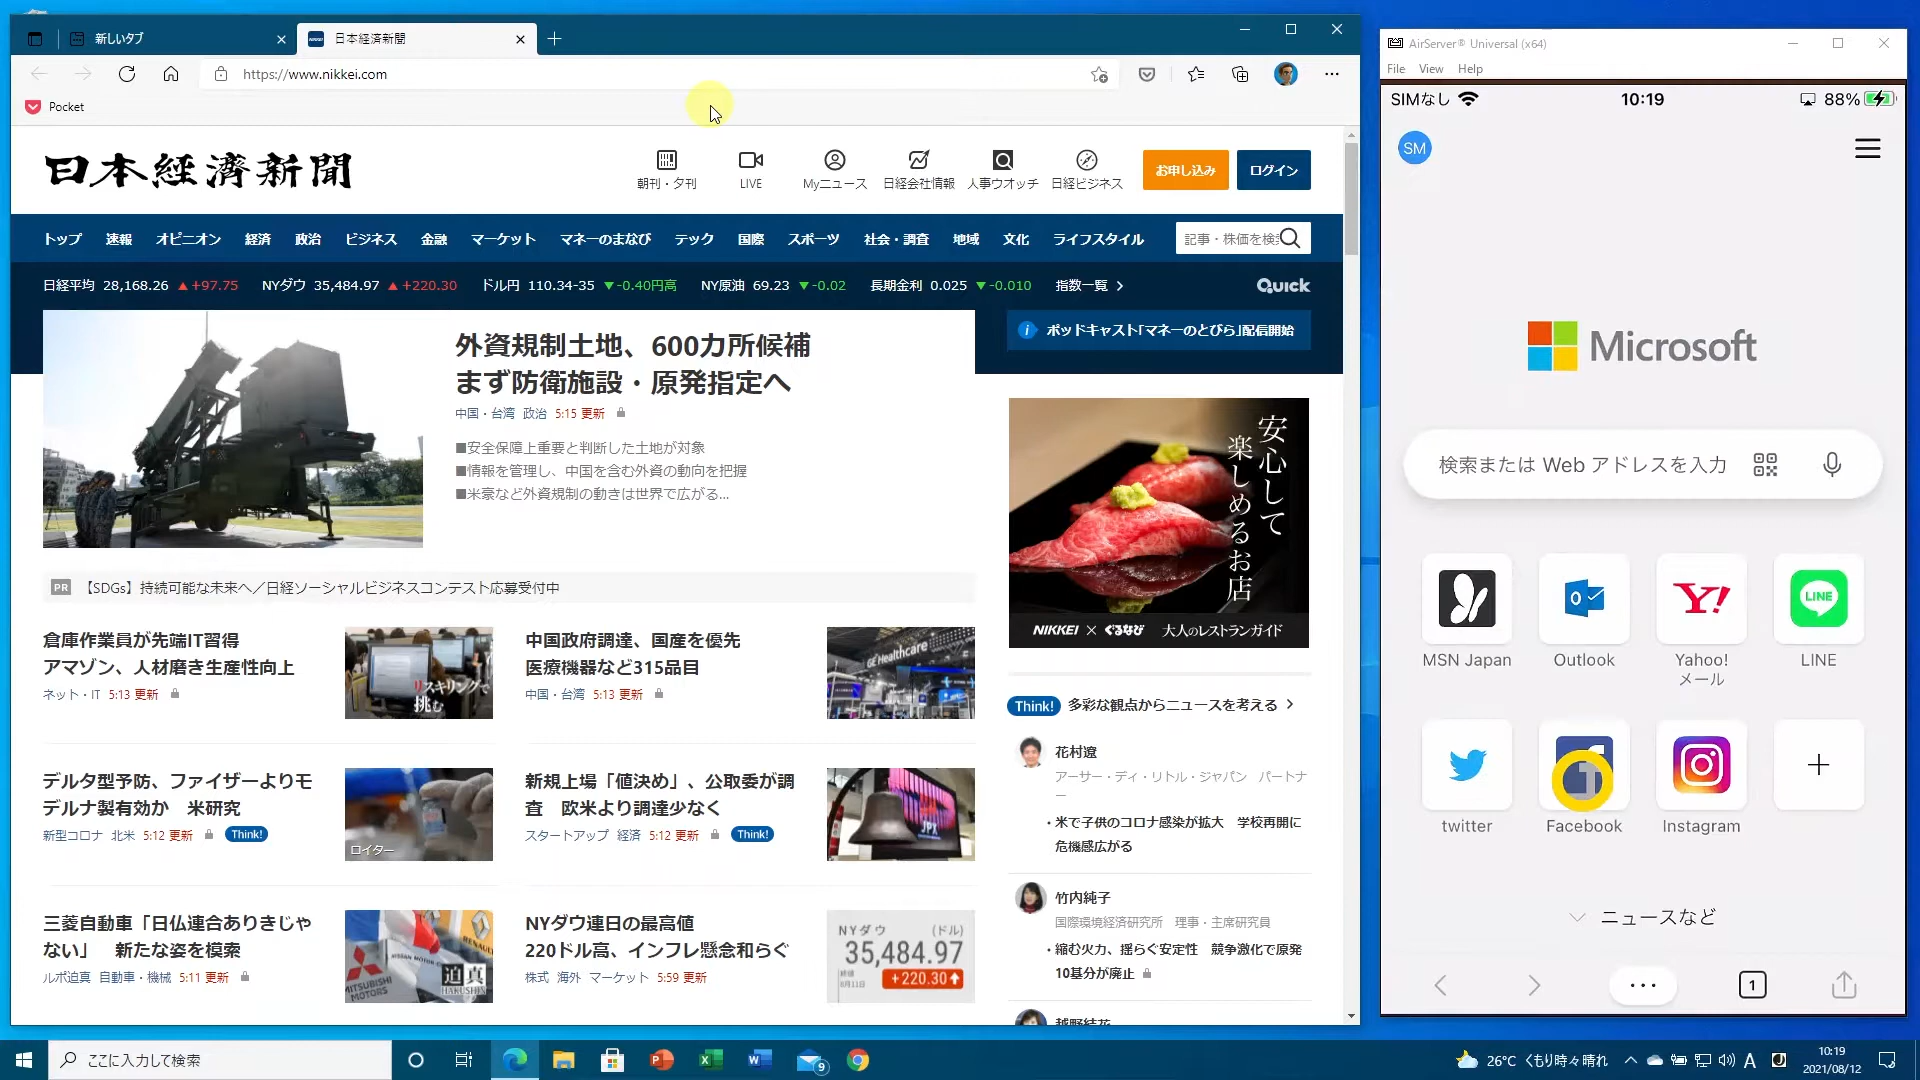 新しいタブ
日本経済新聞
https://www.nikkei.com
Pocket
日本経済新聞
朝刊・夕刊
LIVE
Myニュース
日経会社情報
人事ウオッチ
日経ビジネス
お申し込み
ログイン
トップ 速報 オピニオン 経済 政治 ビジネス 金融 マーケット マネーのまなび テック 国際 スポーツ 社会・調査 地域 文化 ライフスタイル
記事・株価を検
日経平均 28,168.26 ▲+97.75 NYダウ 35,484.97 ▲+220.30 ドル円 110.34-35 ▼-0.40円高 NY原油 69.23 ▼-0.02 長期金利 0.025 ▼-0.010 指数一覧
QUICK
外資規制土地、600カ所候補
まず防衛施設・原発指定へ
中国・台湾 政治 5:15 更新
■安全保障上重要と判断した土地が対象
■情報を管理し、中国を含む外資の動向を把握
■米豪など外資規制の動きは世界で広がる...
ポッドキャスト「マネーのとびら」配信開始
安心して
楽しめるお店
NIKKEI × ぐるなび 大人のレストランガイド
PR 【SDGs】持続可能な未来へ／日経ソーシャルビジネスコンテスト応募受付中
倉庫作業員が先端IT習得
アマゾン、人材磨き生産性向上
ネット・IT 5:13 更新
リスキリングで
挑む
中国政府調達、国産を優先
医療機器など315品目
中国・台湾 5:13 更新
GE Healthcare
デルタ型予防、ファイザーよりモ
デルナ製有効か 米研究
新型コロナ 北米 5:12 更新 Think!
ロイター
新規上場「値決め」、公取委が調
査 欧米より調達少なく
スタートアップ 経済 5:12 更新 Think!
JPX
三菱自動車「日仏連合ありきじゃ
ない」 新たな姿を模索
ルポ迫真 自動車・機械 5:11 更新
RENAULT
MITSUBISHI
MOTORS
迫真
HAKUSHIN
NYダウ連日の最高値
220ドル高、インフレ懸念和らぐ
株式 海外 マーケット 5:59 更新
NYダウ (ドル)
35,484.97
終値
8月11日
+220.30
Think! 多彩な観点からニュースを考える
花村遼
アーサー・ディ・リトル・ジャパン パートナ
ー
・米で子供のコロナ感染が拡大 学校再開に
危機感広がる
竹内純子
国際環境経済研究所 理事・主席研究員
・縮む火力、揺らぐ安定性 競争激化で原発
10基分が廃止
越野結花
AirServer® Universal (x64)
File View Help
SIMなし 10:19 88%
SM
Microsoft
検索または Web アドレスを入力
MSN Japan
Outlook
Yahoo!
メール
LINE
LINE
twitter
Facebook
Instagram
ニュースなど
1
ここに入力して検索
9
26°C くもり時々晴れ
A
10:19
2021/08/12